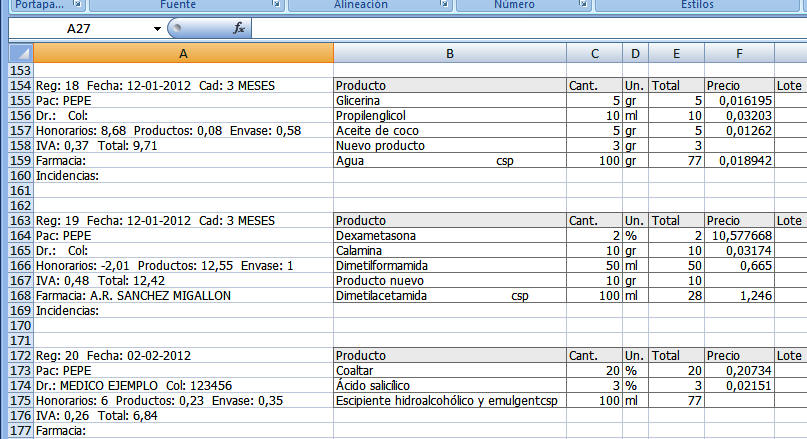 Portapa... Fuente Alineación Número Estilos
A27 fx
A B C D E F
153
154 Reg: 18 Fecha: 12-01-2012 Cad: 3 MESES Producto Cant. Un. Total Precio Lote
155 Pac: PEPE Glicerina 5 gr 5 0,016195
156 Dr.: Col: Propilenglicol 10 ml 10 0,03203
157 Honorarios: 8,68 Productos: 0,08 Envase: 0,58 Aceite de coco 5 gr 5 0,01262
158 IVA: 0,37 Total: 9,71 Nuevo producto 3 gr 3
159 Farmacia: Agua csp 100 gr 77 0,018942
160 Incidencias:
161
162
163 Reg: 19 Fecha: 12-01-2012 Cad: 3 MESES Producto Cant. Un. Total Precio Lote
164 Pac: PEPE Dexametasona 2 % 2 10,577668
165 Dr.: Col: Calamina 10 gr 10 0,03174
166 Honorarios: -2,01 Productos: 12,55 Envase: 1 Dimetilformamida 50 ml 50 0,665
167 IVA: 0,48 Total: 12,42 Producto nuevo 10 gr 10
168 Farmacia: A.R. SANCHEZ MIGALLON Dimetilacetamida csp 100 ml 28 1,246
169 Incidencias:
170
171
172 Reg: 20 Fecha: 02-02-2012 Producto Cant. Un. Total Precio Lote
173 Pac: PEPE Coaltar 20 % 20 0,20734
174 Dr.: MEDICO EJEMPLO Col: 123456 Ácido salicílico 3 % 3 0,02151
175 Honorarios: 6 Productos: 0,23 Envase: 0,35 Escipiente hidroalcohólico y emulgentcsp 100 ml 77
176 IVA: 0,26 Total: 6,84
177 Farmacia: